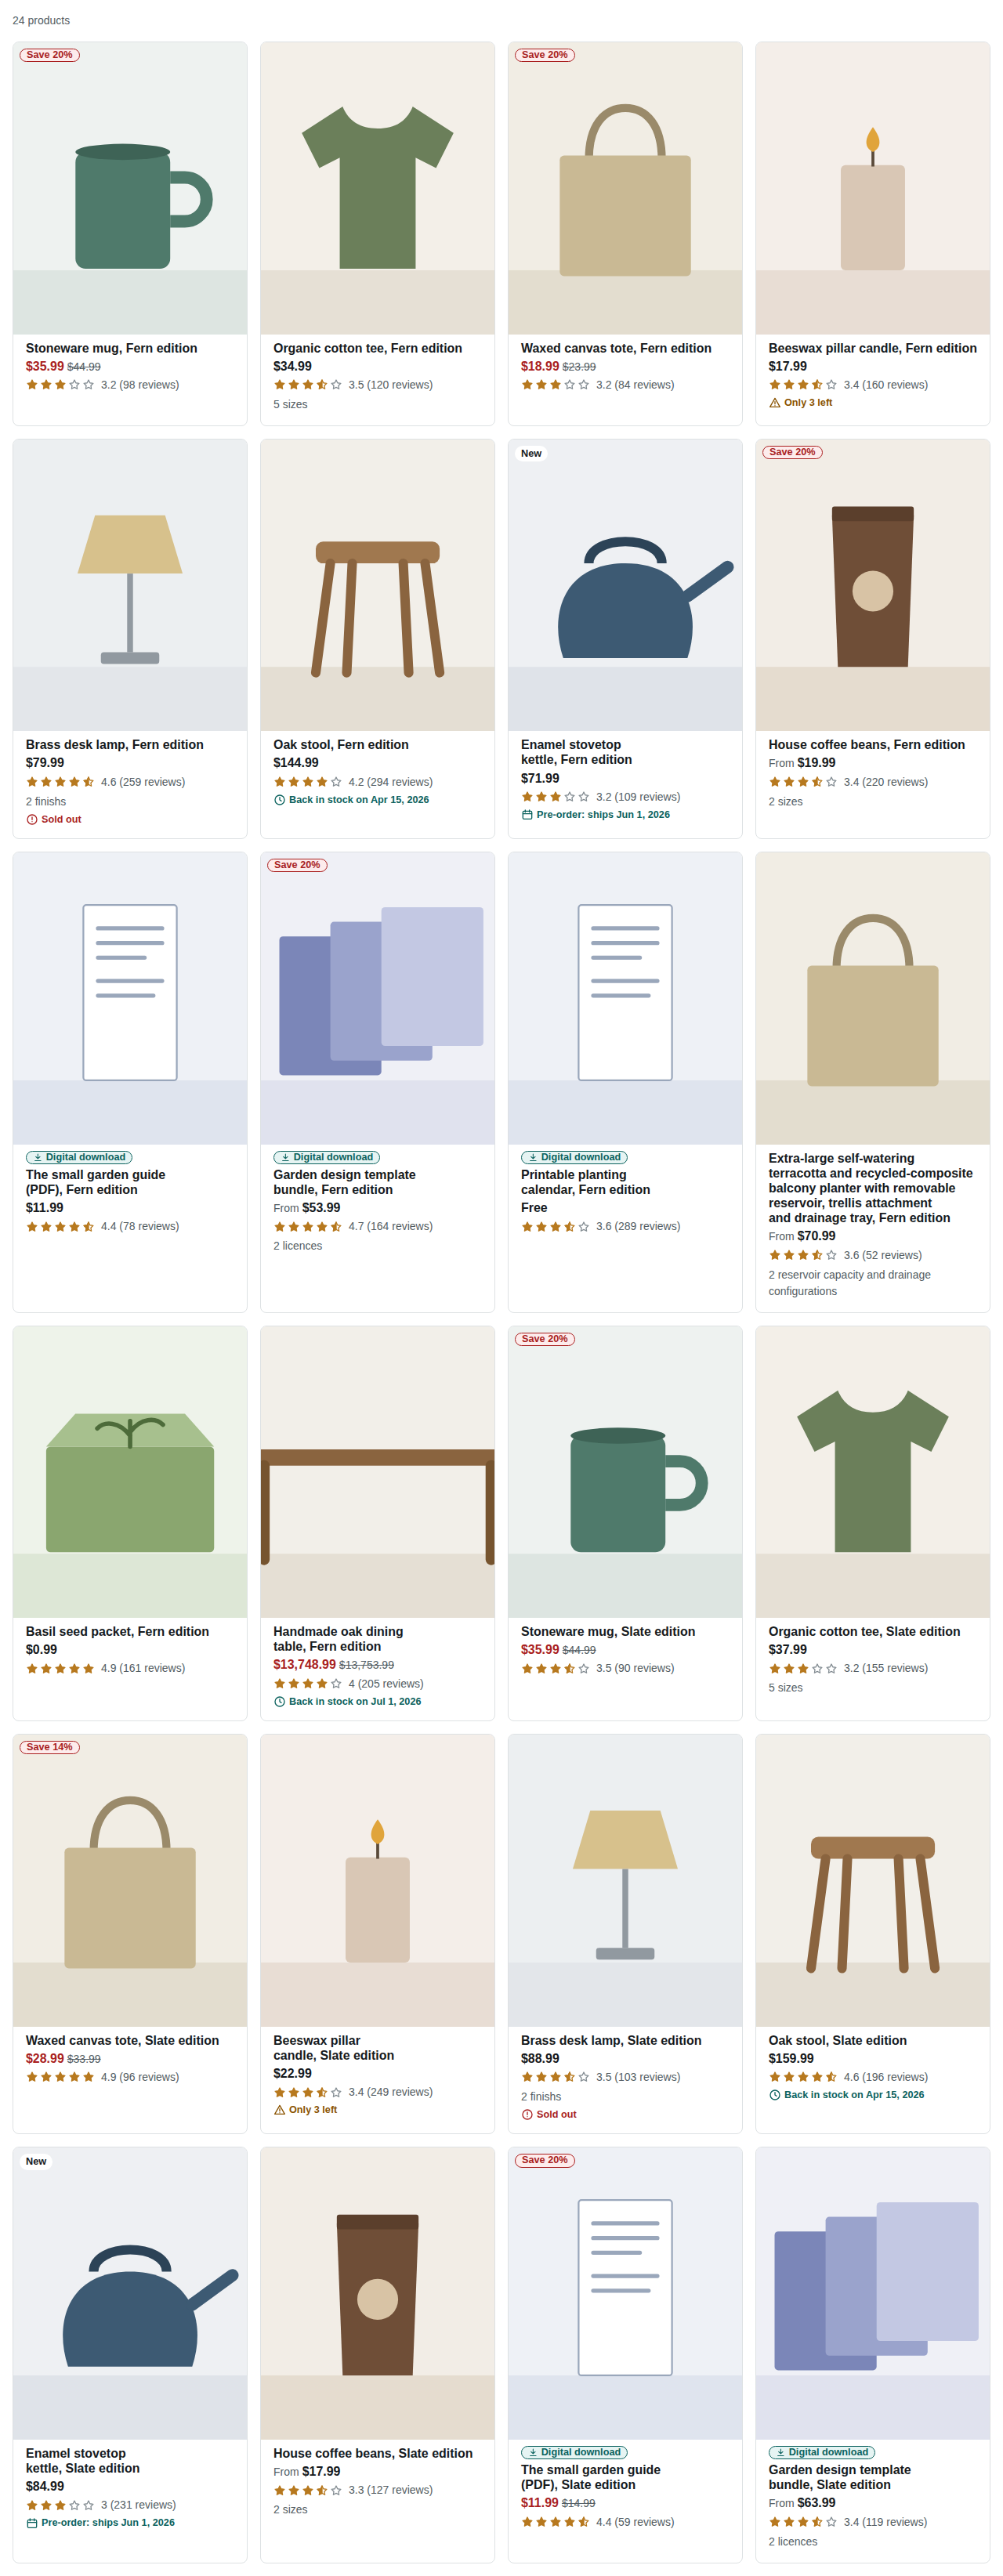 24 products
Save 20%
Stoneware mug, Fern edition
$35.99 $44.99
3.2 (98 reviews)
Organic cotton tee, Fern edition
$34.99
3.5 (120 reviews)
5 sizes
Save 20%
Waxed canvas tote, Fern edition
$18.99 $23.99
3.2 (84 reviews)
Beeswax pillar candle, Fern edition
$17.99
3.4 (160 reviews)
Only 3 left
Brass desk lamp, Fern edition
$79.99
4.6 (259 reviews)
2 finishs
Sold out
Oak stool, Fern edition
$144.99
4.2 (294 reviews)
Back in stock on Apr 15, 2026
New
Enamel stovetop
kettle, Fern edition
$71.99
3.2 (109 reviews)
Pre-order: ships Jun 1, 2026
Save 20%
House coffee beans, Fern edition
From $19.99
3.4 (220 reviews)
2 sizes
Digital download
The small garden guide
(PDF), Fern edition
$11.99
4.4 (78 reviews)
Save 20%
Digital download
Garden design template
bundle, Fern edition
From $53.99
4.7 (164 reviews)
2 licences
Digital download
Printable planting
calendar, Fern edition
Free
3.6 (289 reviews)
Extra-large self-watering
terracotta and recycled-composite
balcony planter with removable
reservoir, trellis attachment
and drainage tray, Fern edition
From $70.99
3.6 (52 reviews)
2 reservoir capacity and drainage
configurations
Basil seed packet, Fern edition
$0.99
4.9 (161 reviews)
Handmade oak dining
table, Fern edition
$13,748.99 $13,753.99
4 (205 reviews)
Back in stock on Jul 1, 2026
Save 20%
Stoneware mug, Slate edition
$35.99 $44.99
3.5 (90 reviews)
Organic cotton tee, Slate edition
$37.99
3.2 (155 reviews)
5 sizes
Save 14%
Waxed canvas tote, Slate edition
$28.99 $33.99
4.9 (96 reviews)
Beeswax pillar
candle, Slate edition
$22.99
3.4 (249 reviews)
Only 3 left
Brass desk lamp, Slate edition
$88.99
3.5 (103 reviews)
2 finishs
Sold out
Oak stool, Slate edition
$159.99
4.6 (196 reviews)
Back in stock on Apr 15, 2026
New
Enamel stovetop
kettle, Slate edition
$84.99
3 (231 reviews)
Pre-order: ships Jun 1, 2026
House coffee beans, Slate edition
From $17.99
3.3 (127 reviews)
2 sizes
Save 20%
Digital download
The small garden guide
(PDF), Slate edition
$11.99 $14.99
4.4 (59 reviews)
Digital download
Garden design template
bundle, Slate edition
From $63.99
3.4 (119 reviews)
2 licences